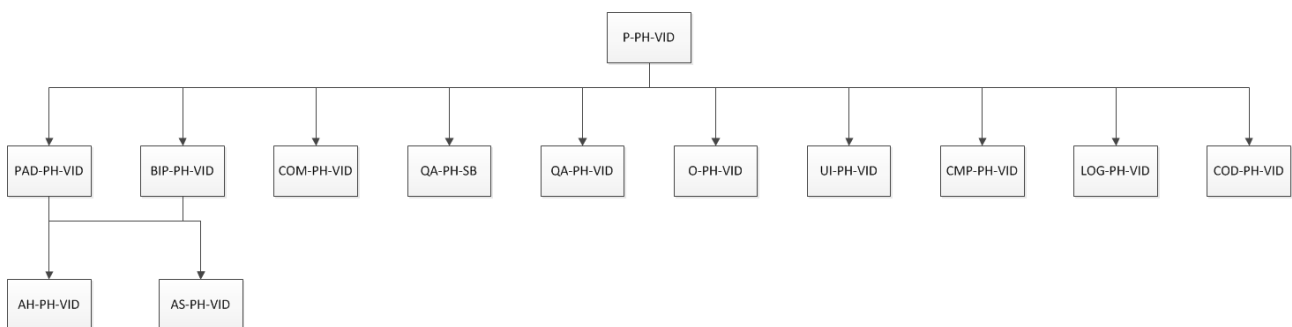 P-PH-VID
PAD-PH-VID
BIP-PH-VID
COM-PH-VID
QA-PH-SB
QA-PH-VID
O-PH-VID
UI-PH-VID
CMP-PH-VID
LOG-PH-VID
COD-PH-VID
AH-PH-VID
AS-PH-VID